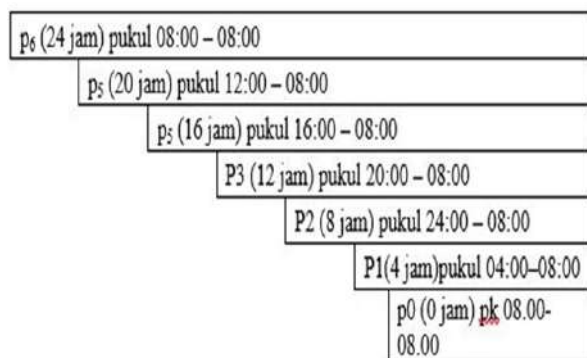 p₆ (24 jam) pukul 08:00 – 08:00
p₅ (20 jam) pukul 12:00 – 08:00
p₅ (16 jam) pukul 16:00 – 08:00
P3 (12 jam) pukul 20:00 – 08:00
P2 (8 jam) pukul 24:00 – 08:00
P1(4 jam)pukul 04:00–08:00
p0 (0 jam) pk 08.00-
08.00